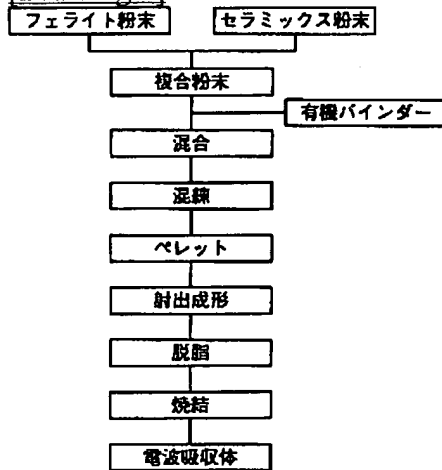 フェライト粉末
セラミックス粉末
複合粉末
有機バインダー
混合
混練
ペレット
射出成形
脱脂
焼結
電波吸収体